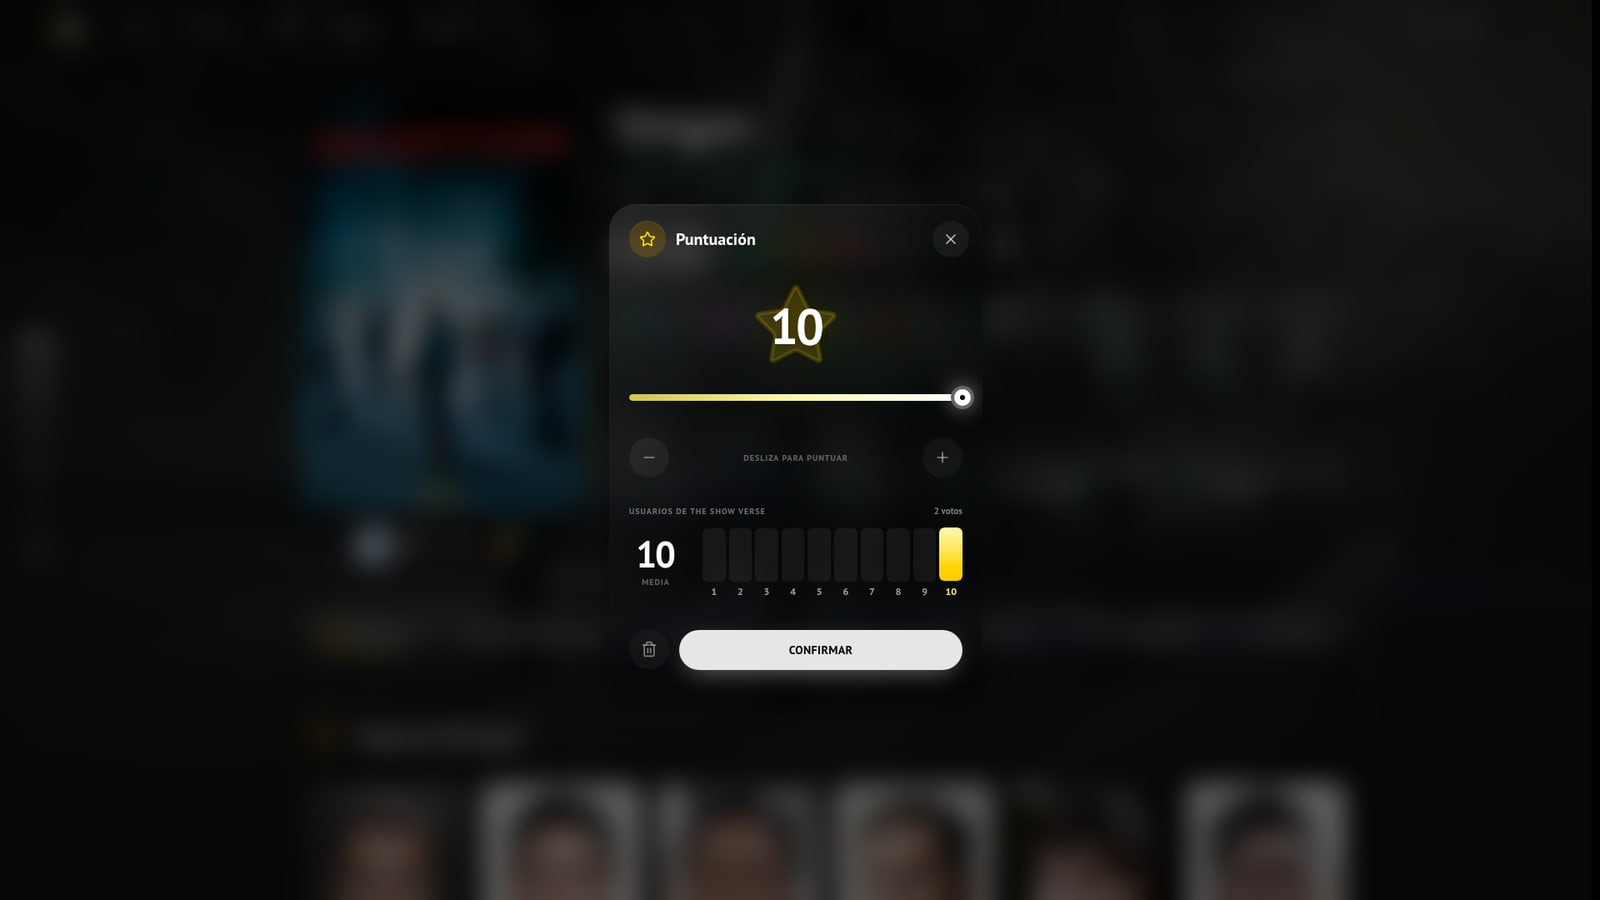 Puntuación
10
DESLIZA PARA PUNTUAR
USUARIOS DE THE SHOW VERSE
2 votos
10
MEDIA
1 2 3 4 5 6 7 8 9 10
CONFIRMAR